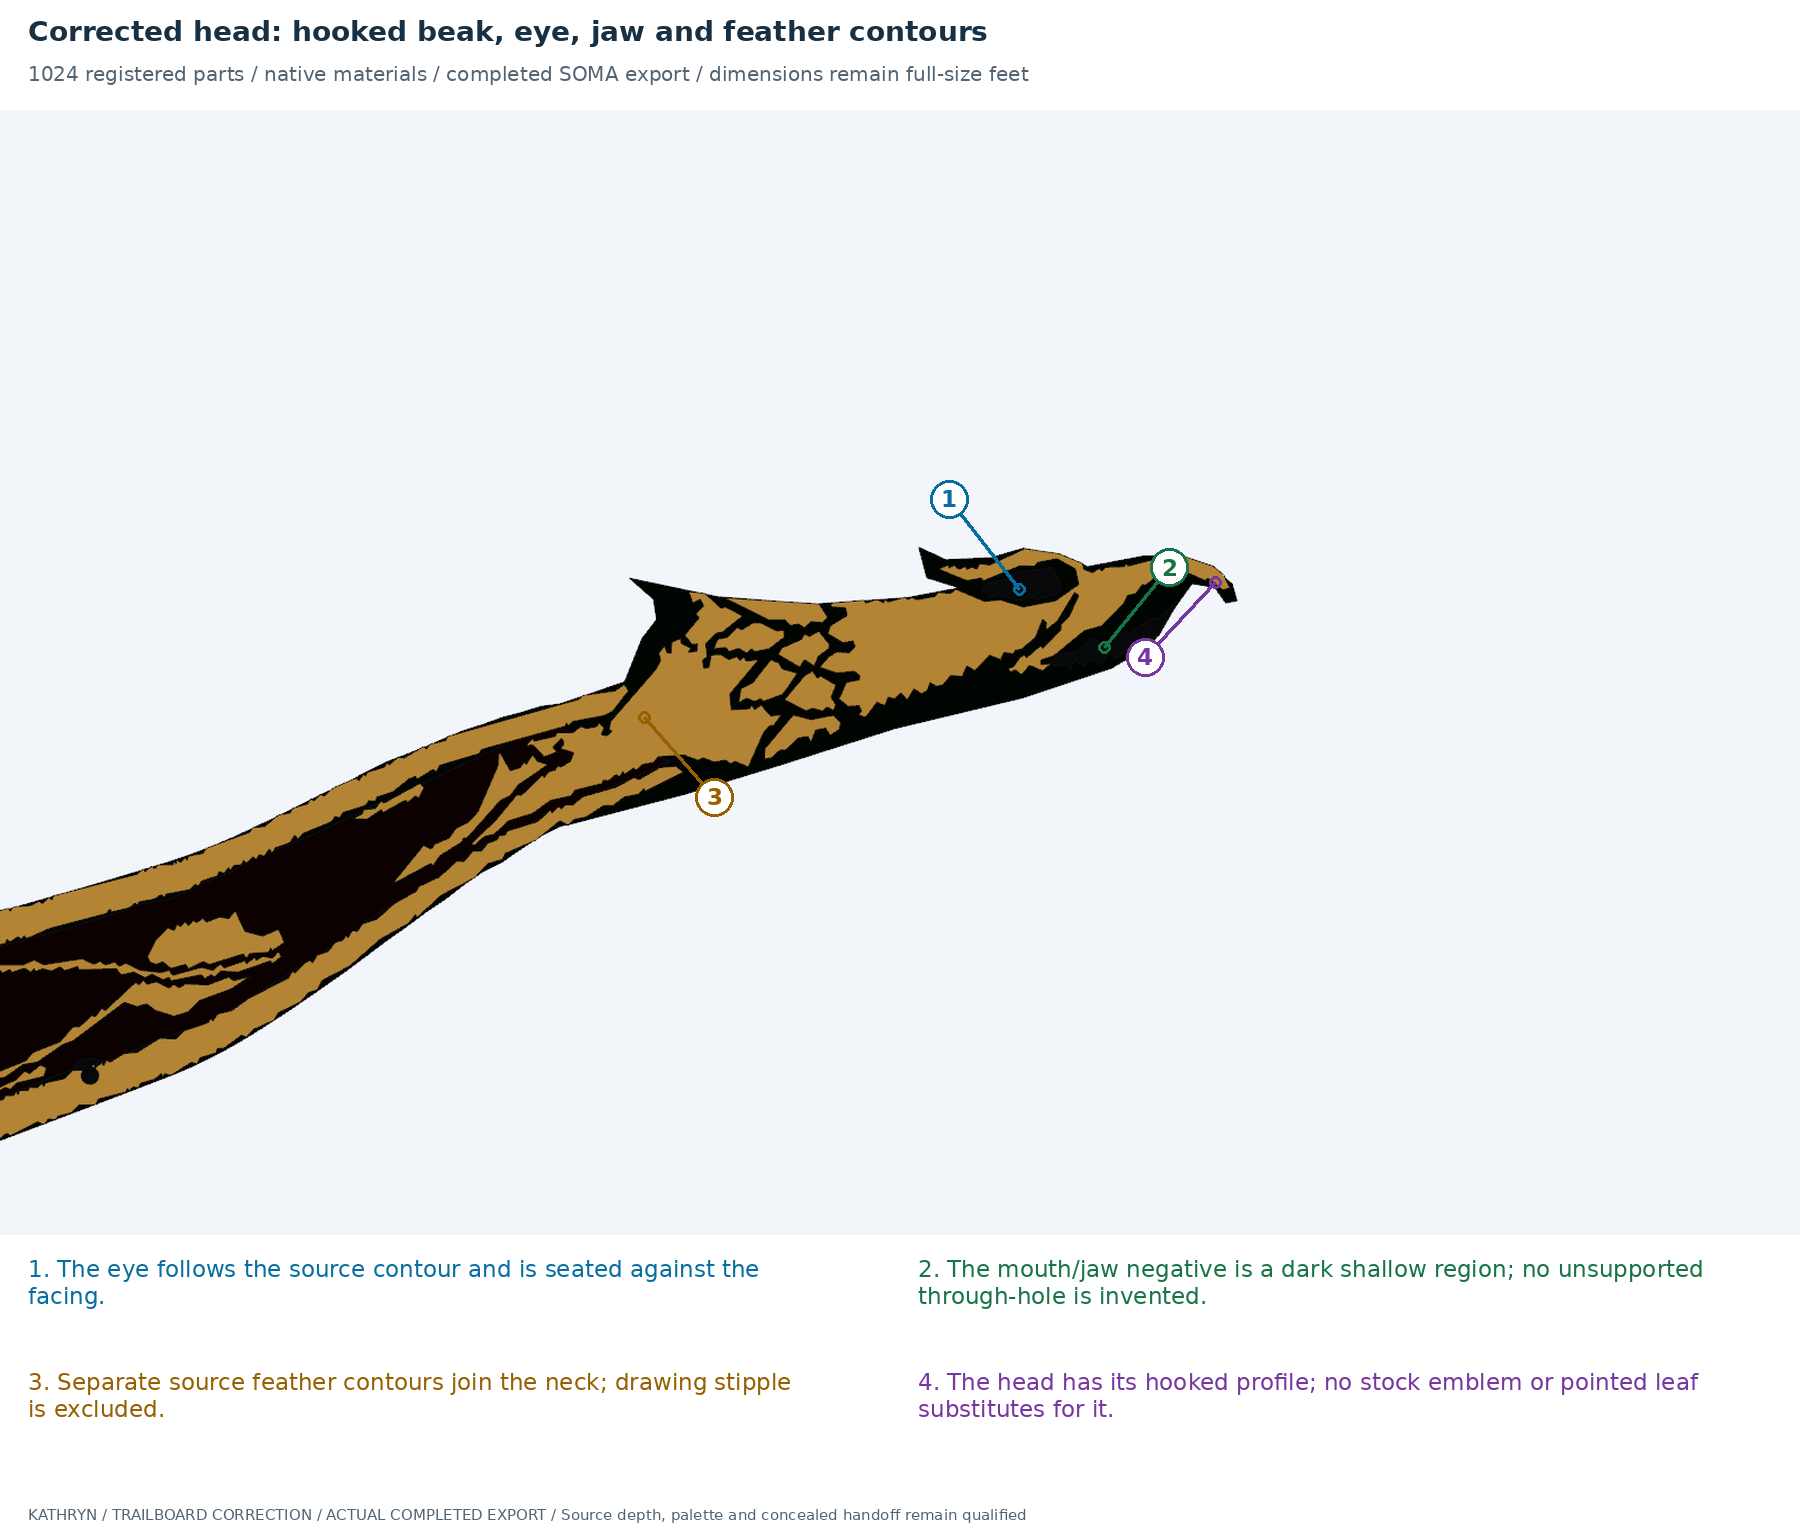 Corrected head: hooked beak, eye, jaw and feather contours
1024 registered parts / native materials / completed SOMA export / dimensions remain full-size feet
1
2
4
3
1. The eye follows the source contour and is seated against the
facing.
2. The mouth/jaw negative is a dark shallow region; no unsupported
through-hole is invented.
3. Separate source feather contours join the neck; drawing stipple
is excluded.
4. The head has its hooked profile; no stock emblem or pointed leaf
substitutes for it.
KATHRYN / TRAILBOARD CORRECTION / ACTUAL COMPLETED EXPORT / Source depth, palette and concealed handoff remain qualified